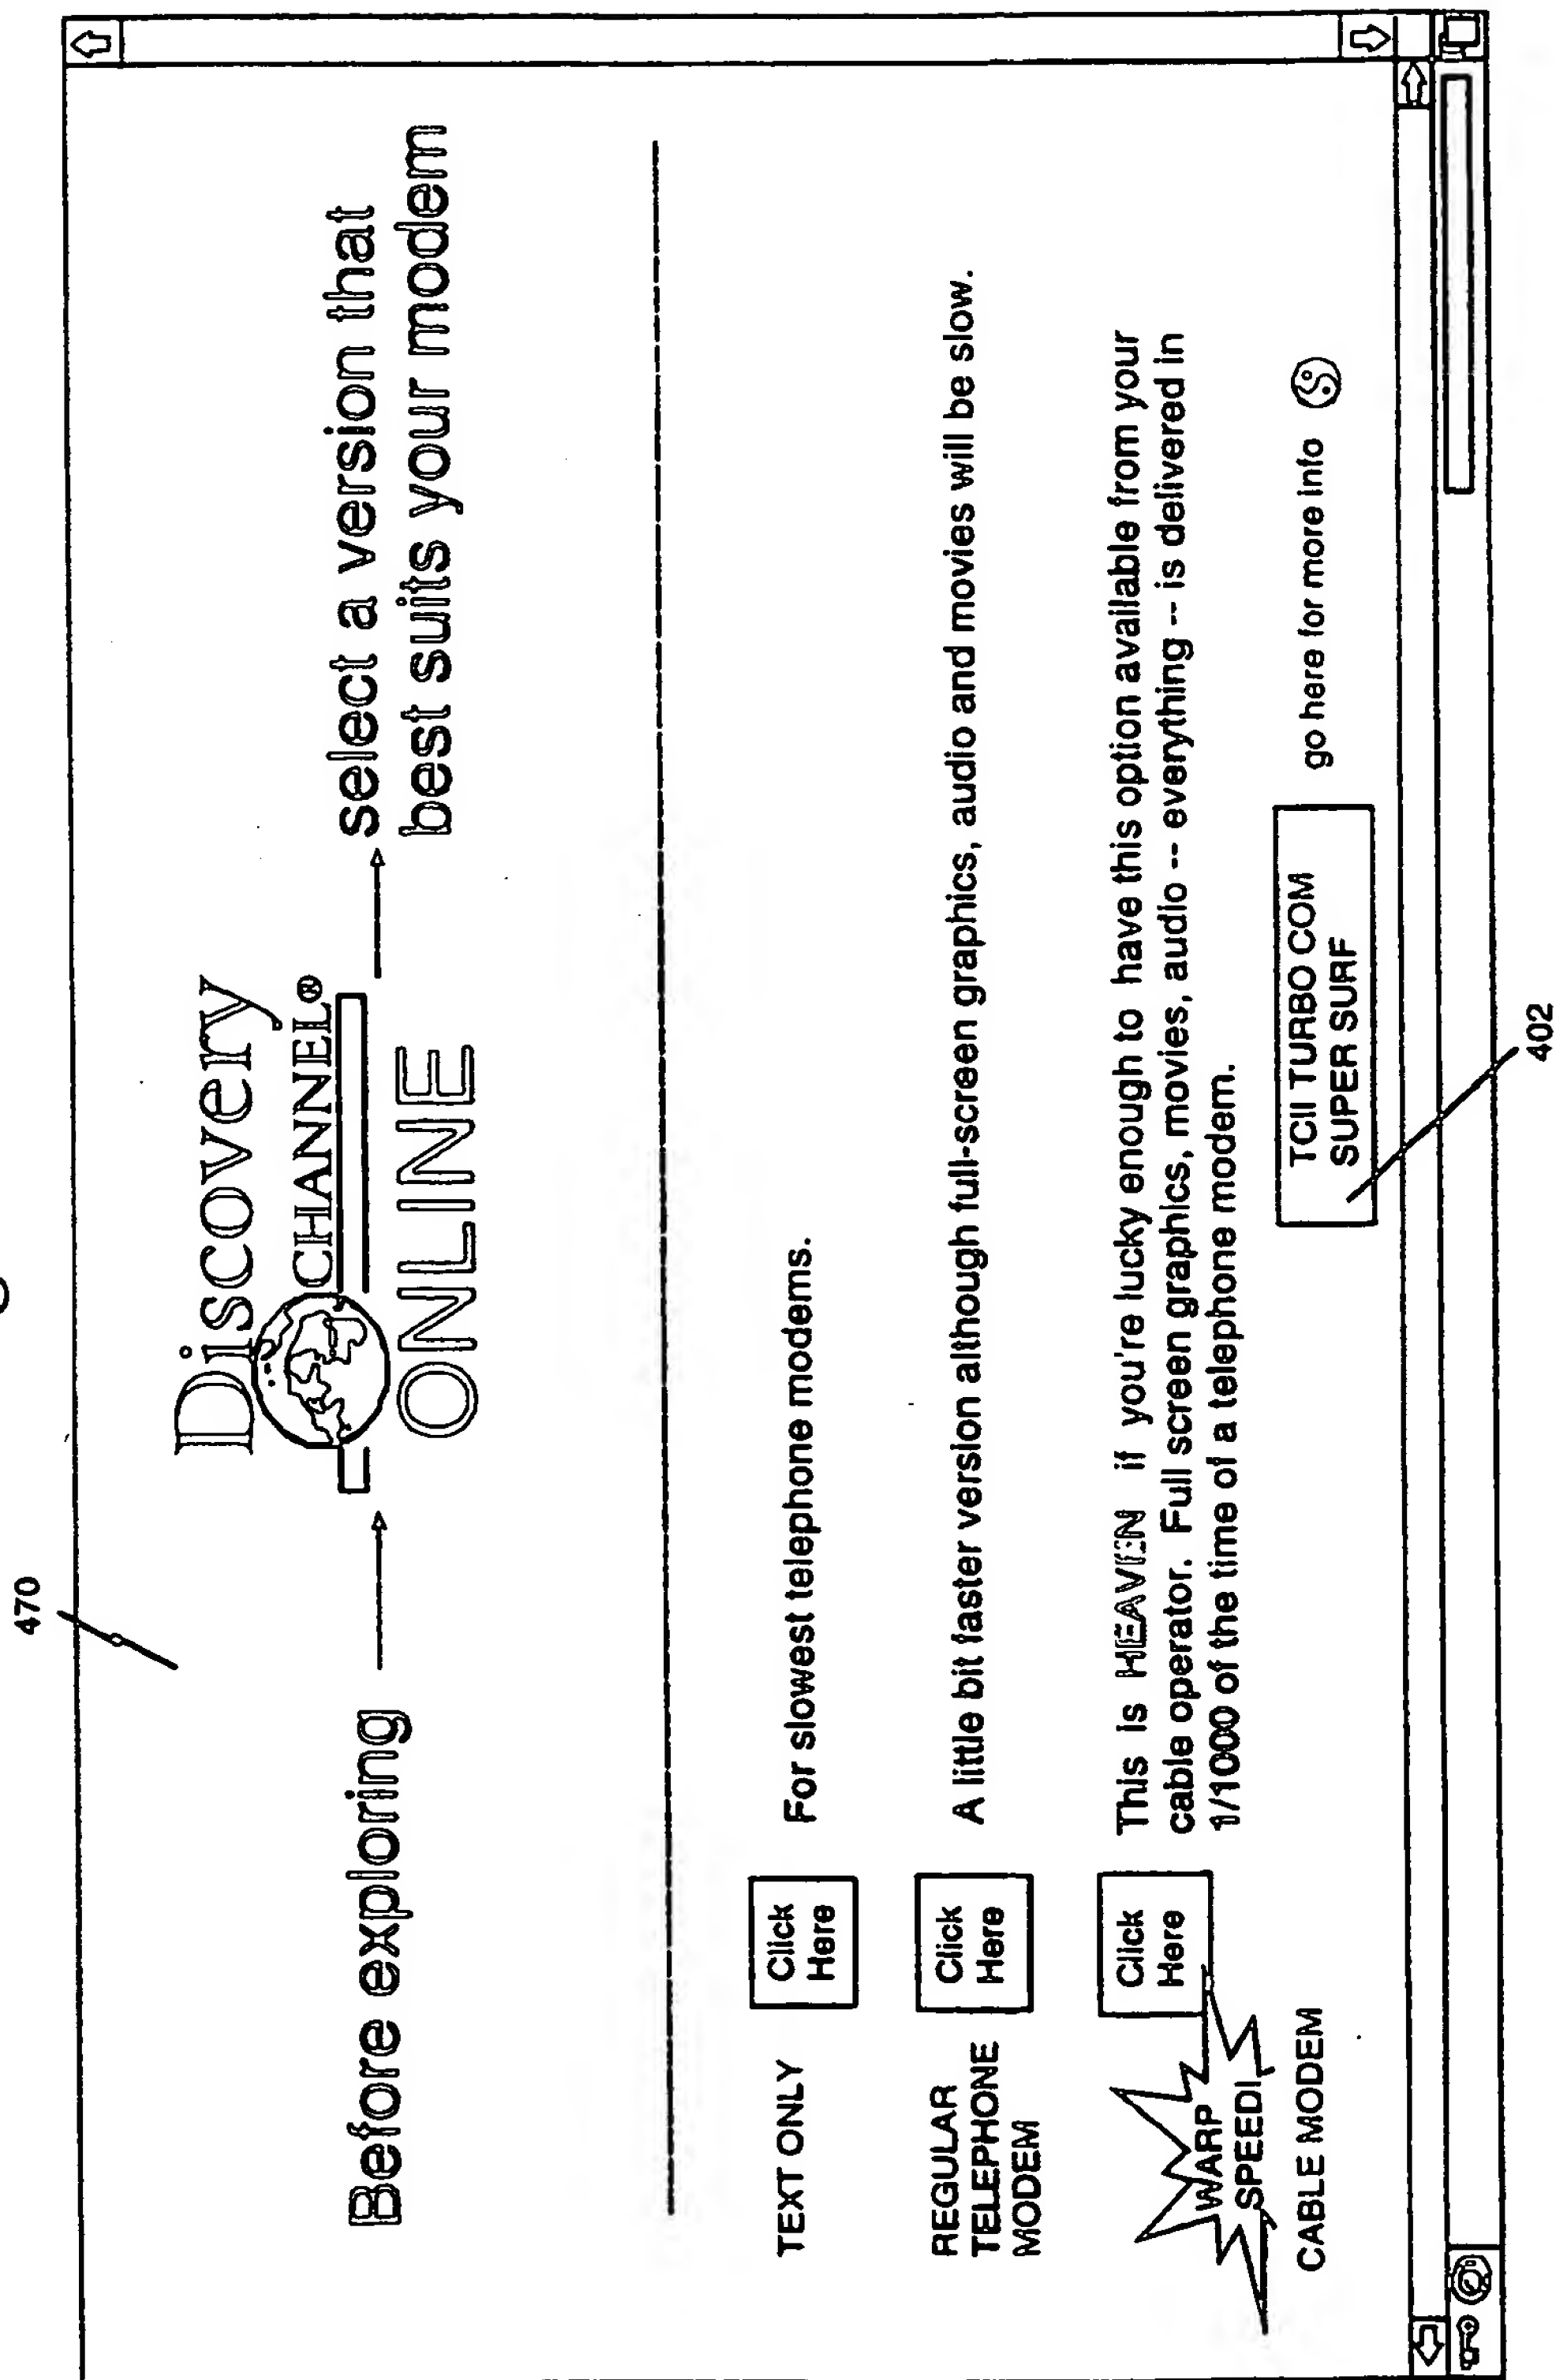 470
Before exploring
Discovery
CHANNEL®
ONLINE
select a version that
best suits your modem
TEXT ONLY
Click
Here
For slowest telephone modems.
REGULAR
TELEPHONE
MODEM
Click
Here
A little bit faster version although full-screen graphics, audio and movies will be slow.
WARP
SPEED!
CABLE MODEM
Click
Here
This is HEAVEN if you're lucky enough to have this option available from your
cable operator. Full screen graphics, movies, audio -- everything -- is delivered in
1/1000 of the time of a telephone modem.
TCII TURBO COM
SUPER SURF
go here for more info
402